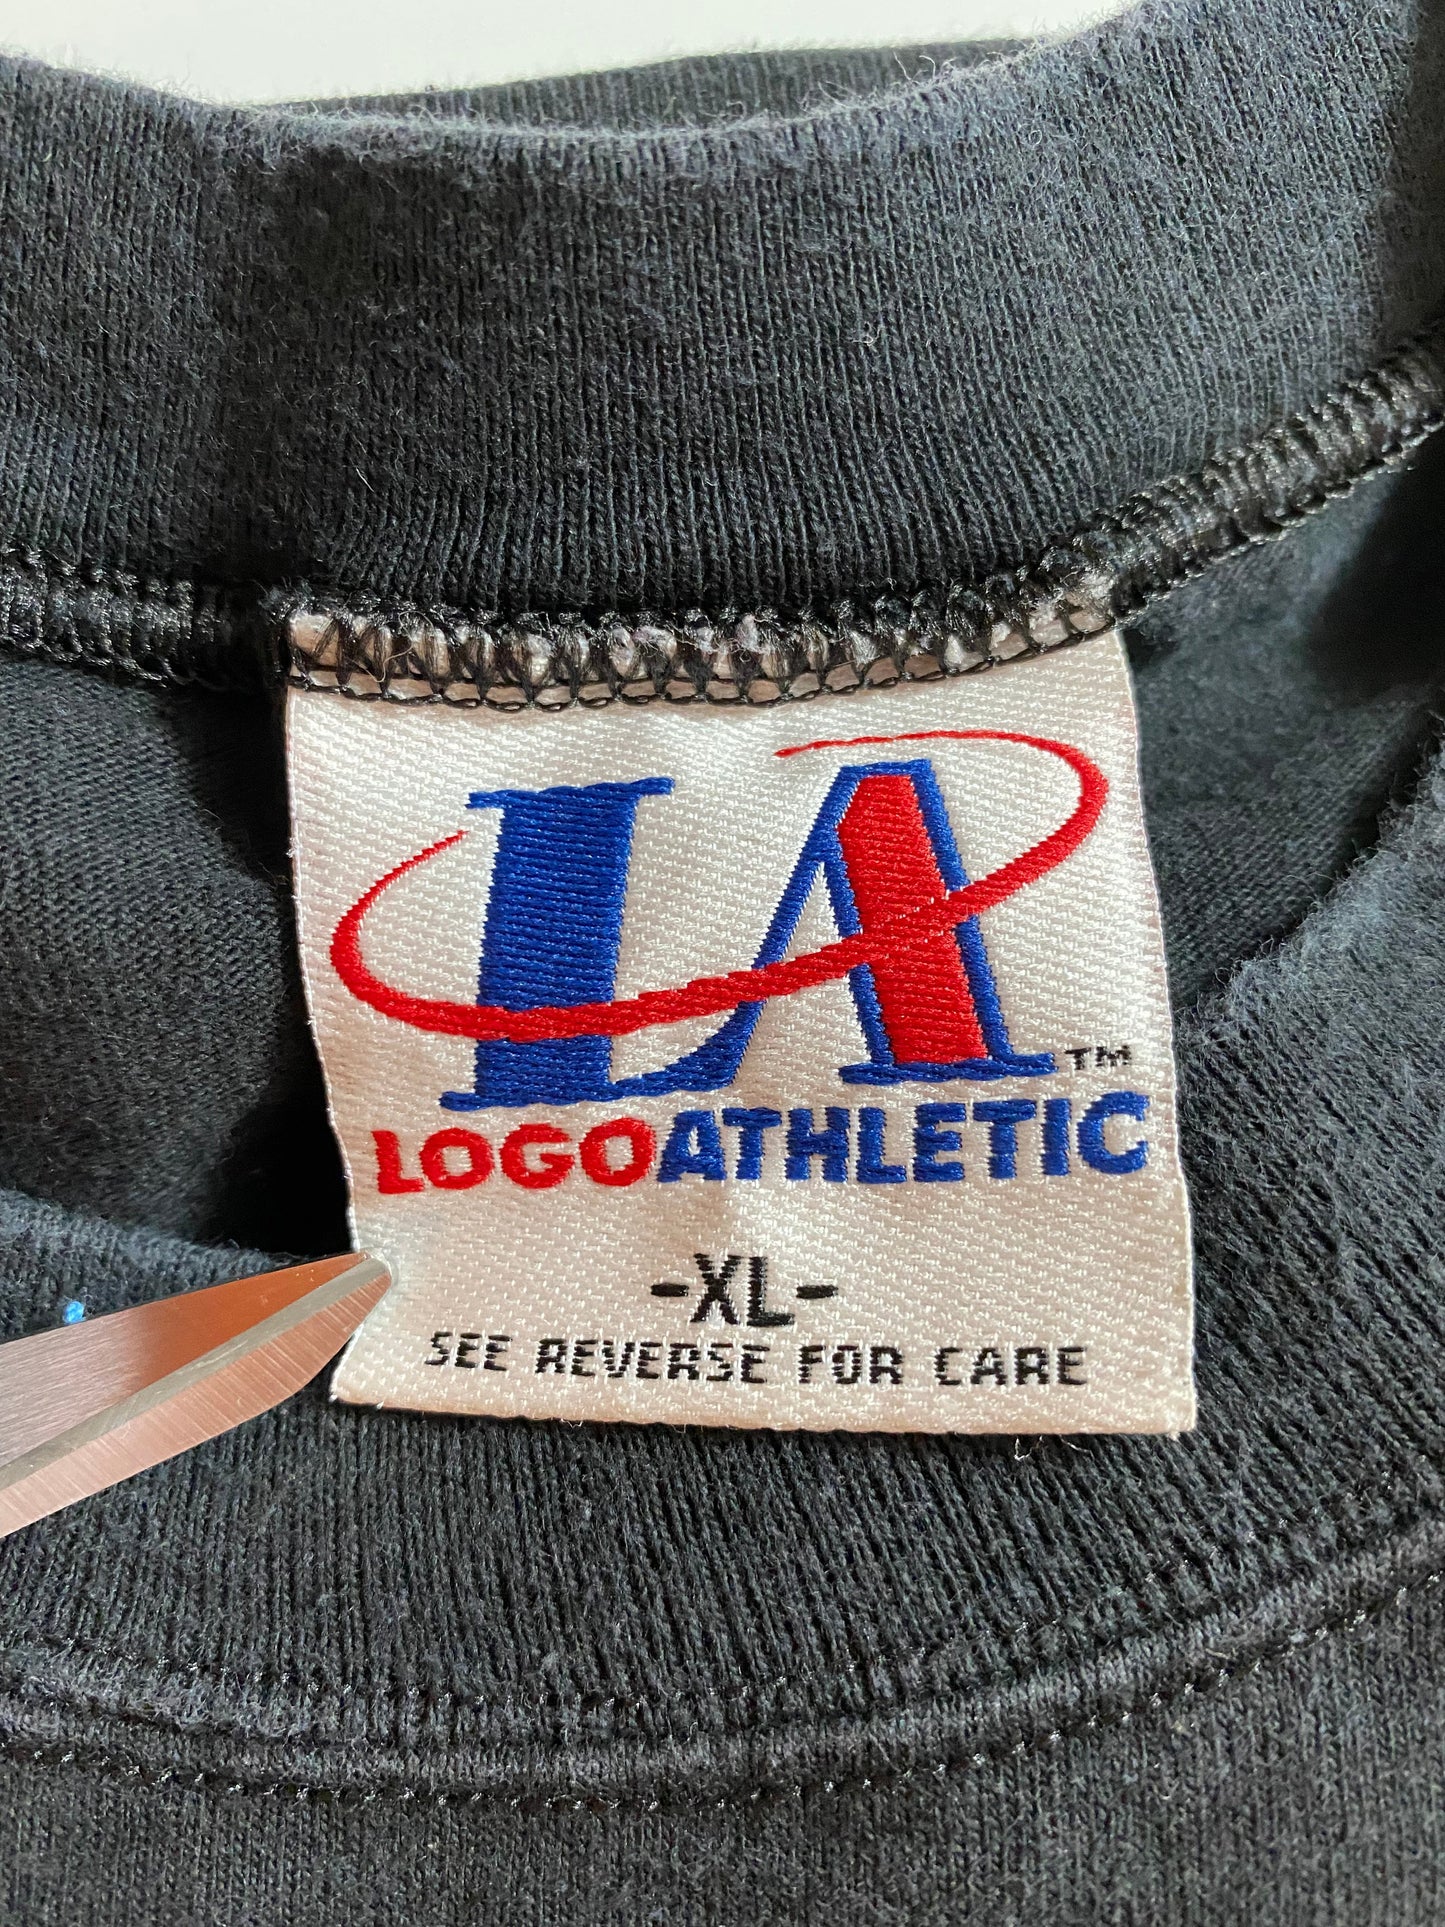 LA™
LOGOATHLETIC
-XL-
SEE REVERSE FOR CARE